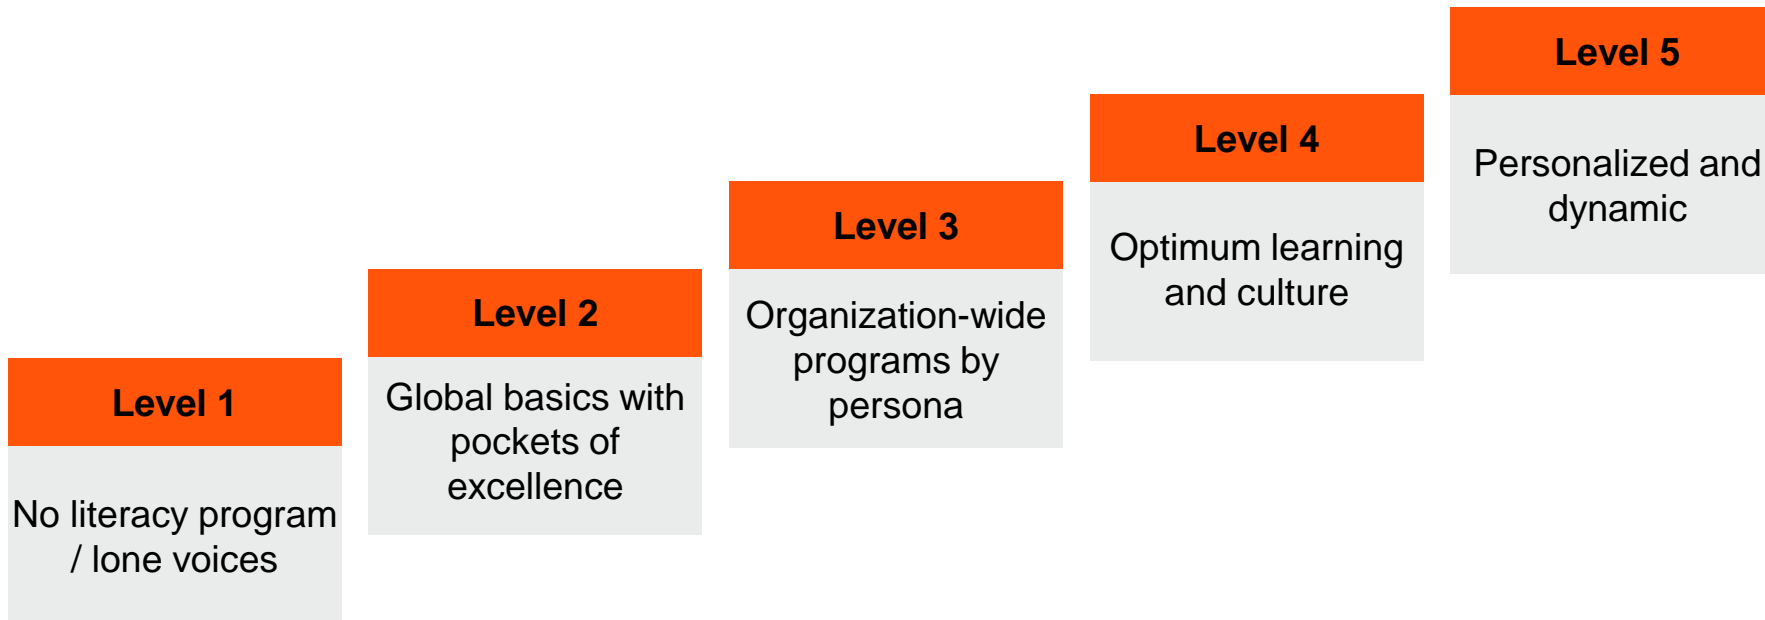 Level 1
No literacy program
/ lone voices
Level 2
Global basics with
pockets of
excellence
Level 3
Organization-wide
programs by
persona
Level 4
Optimum learning
and culture
Level 5
Personalized and
dynamic